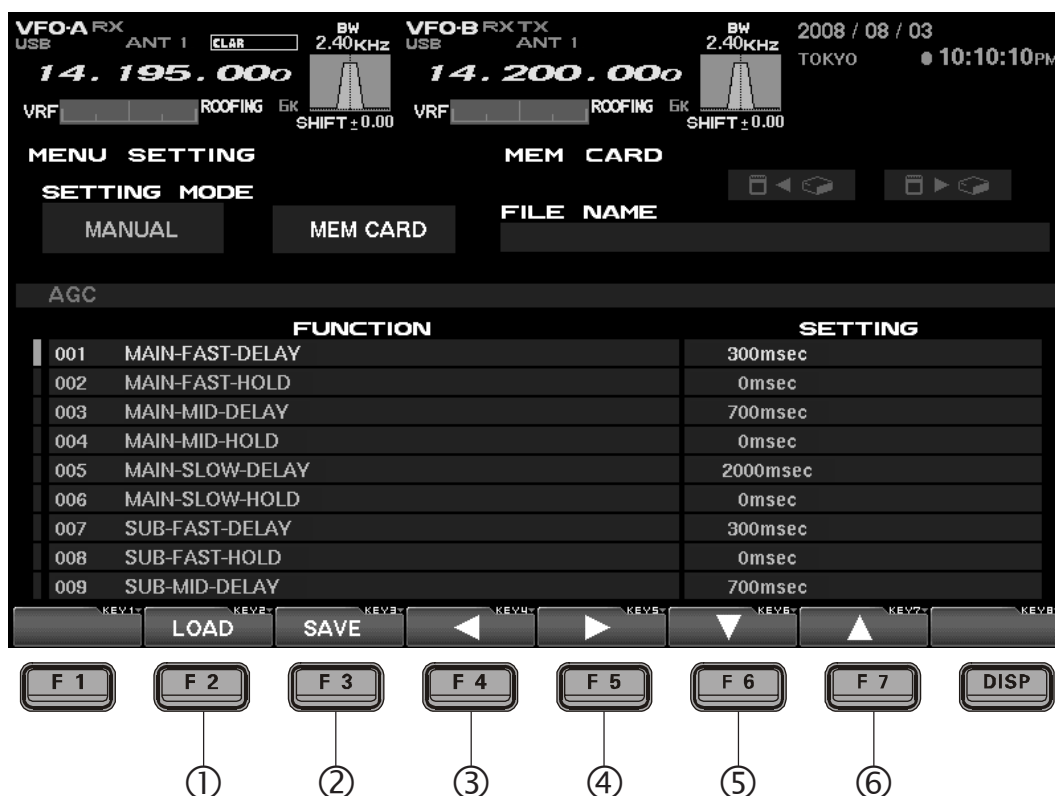 VFO-A RX BW VFO-B RX TX BW 2008 / 08 / 03
USB ANT 1 CLAR 2.40KHZ USB ANT 1 2.40KHZ TOKYO 10:10:10PM
14. 195. 000 14. 200. 000
VRF ROOFING 6K SHIFT ± 0.00 VRF ROOFING 6K SHIFT ± 0.00
MENU SETTING MEM CARD
SETTING MODE
FILE NAME
MANUAL MEM CARD
AGC
FUNCTION SETTING
001 MAIN-FAST-DELAY 300msec
002 MAIN-FAST-HOLD 0msec
003 MAIN-MID-DELAY 700msec
004 MAIN-MID-HOLD 0msec
005 MAIN-SLOW-DELAY 2000msec
006 MAIN-SLOW-HOLD 0msec
007 SUB-FAST-DELAY 300msec
008 SUB-FAST-HOLD 0msec
009 SUB-MID-DELAY 700msec
KEY1 KEY2 KEY3 KEY4 KEY5 KEY6 KEY7 KEY8
LOAD SAVE ◀ ▶ ▼ ▲
F 1 F 2 F 3 F 4 F 5 F 6 F 7 DISP
① ② ③ ④ ⑤ ⑥